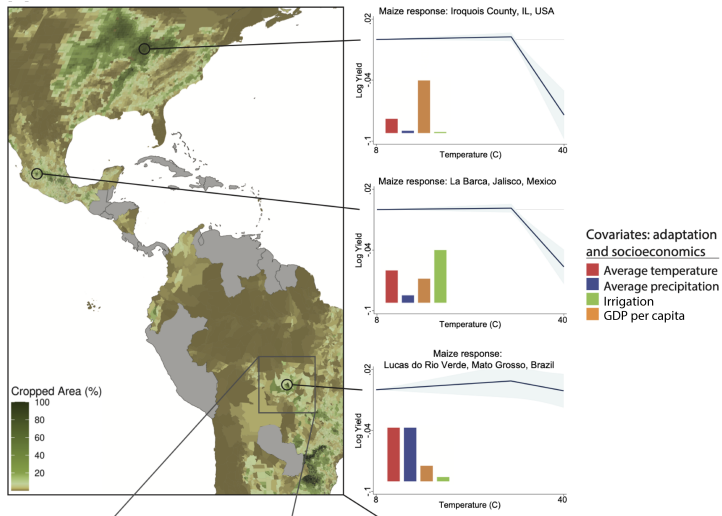 Maize response: Iroquois County, IL, USA
.02
-.04
-.1
Log Yield
8
40
Temperature (C)
Maize response: La Barca, Jalisco, Mexico
.02
-.04
-.1
Log Yield
8
40
Temperature (C)
Maize response:
Lucas do Rio Verde, Mato Grosso, Brazil
.02
-.04
-.1
Log Yield
8
40
Temperature (C)
Covariates: adaptation
and socioeconomics
Average temperature
Average precipitation
Irrigation
GDP per capita
Cropped Area (%)
100
80
60
40
20